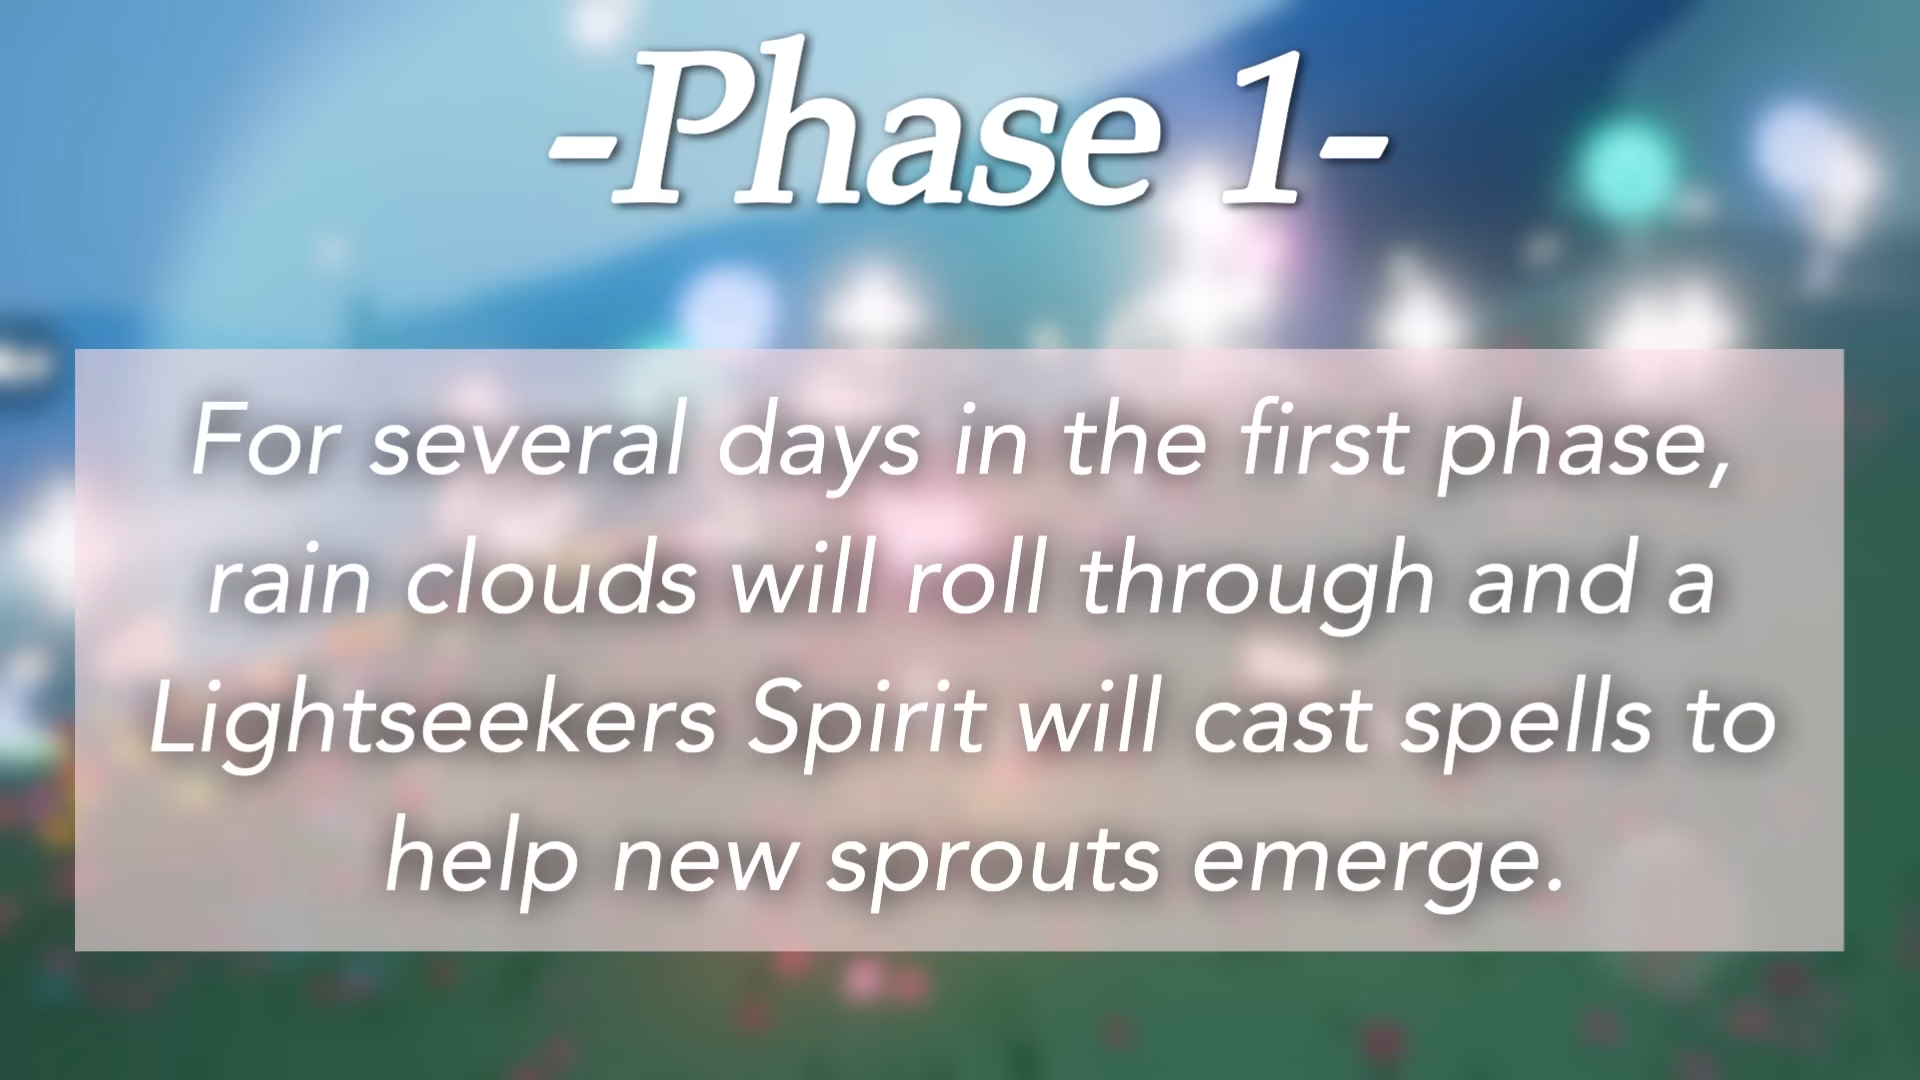 -Phase 1-
For several days in the first phase,
rain clouds will roll through and a
Lightseekers Spirit will cast spells to
help new sprouts emerge.